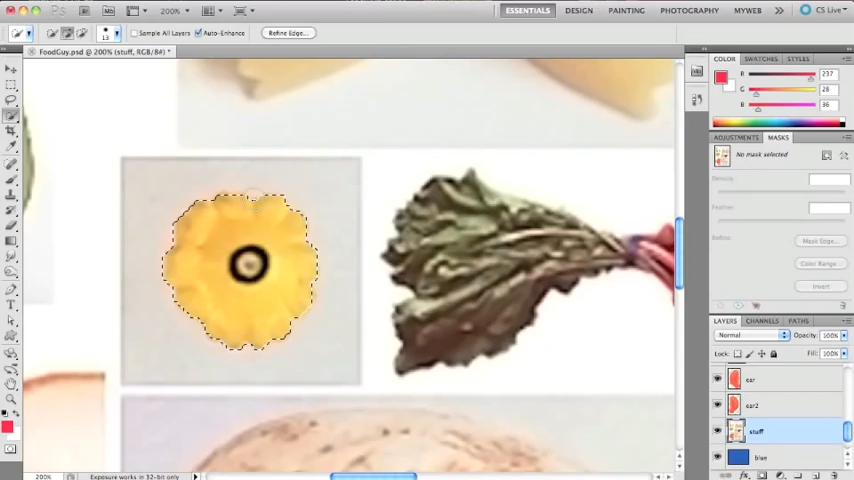 Ps Br Mb 200% ESSENTIALS DESIGN PAINTING PHOTOGRAPHY MYWEB CS Live
13 Sample All Layers Auto-Enhance Refine Edge...
FoodGuy.psd @ 200% (stuff, RGB/8#) *
COLOR SWATCHES STYLES
R 237
G 28
B 36
ADJUSTMENTS MASKS
No mask selected
Density:
Feather:
Refine:
Mask Edge...
Color Range...
Invert
LAYERS CHANNELS PATHS
Normal Opacity: 100%
Lock: Fill: 100%
ear
ear2
stuff
blue
200% Exposure works in 32-bit only